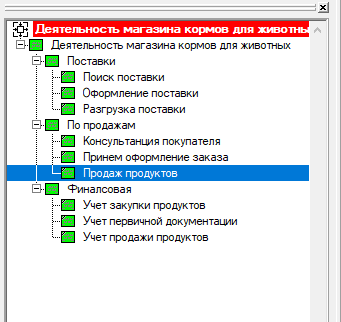 Деятельность магазина кормов для животны
Деятельность магазина кормов для животных
Поставки
Поиск поставки
Оформление поставки
Разгрузка поставки
По продажам
Консультанция покупателя
Принем оформление заказа
Продаж продуктов
Финалсовая
Учет закупки продуктов
Учет первичной документации
Учет продажи продуктов